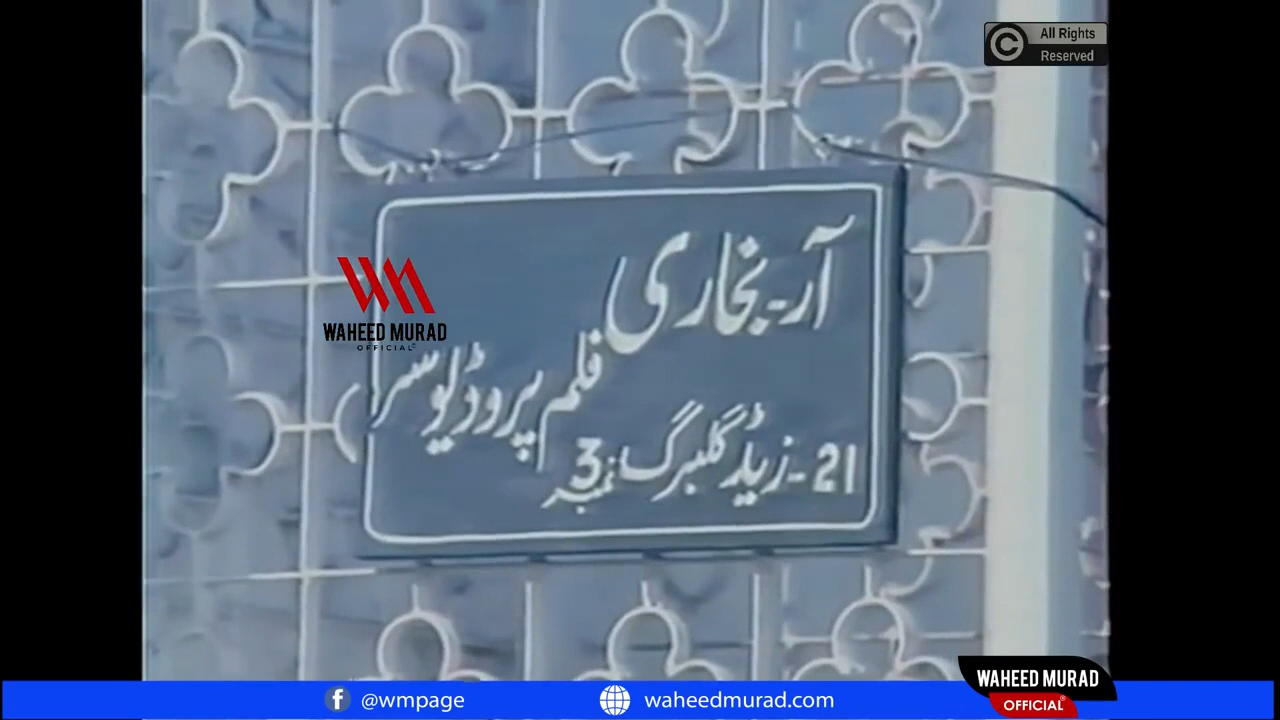 All Rights
Reserved
آر۔بخاری
فلم پروڈیوسر
21-زیڈ گلبرگ نمبر 3
WAHEED MURAD
OFFICIAL
@wmpage
waheedmurad.com
WAHEED MURAD
OFFICIAL